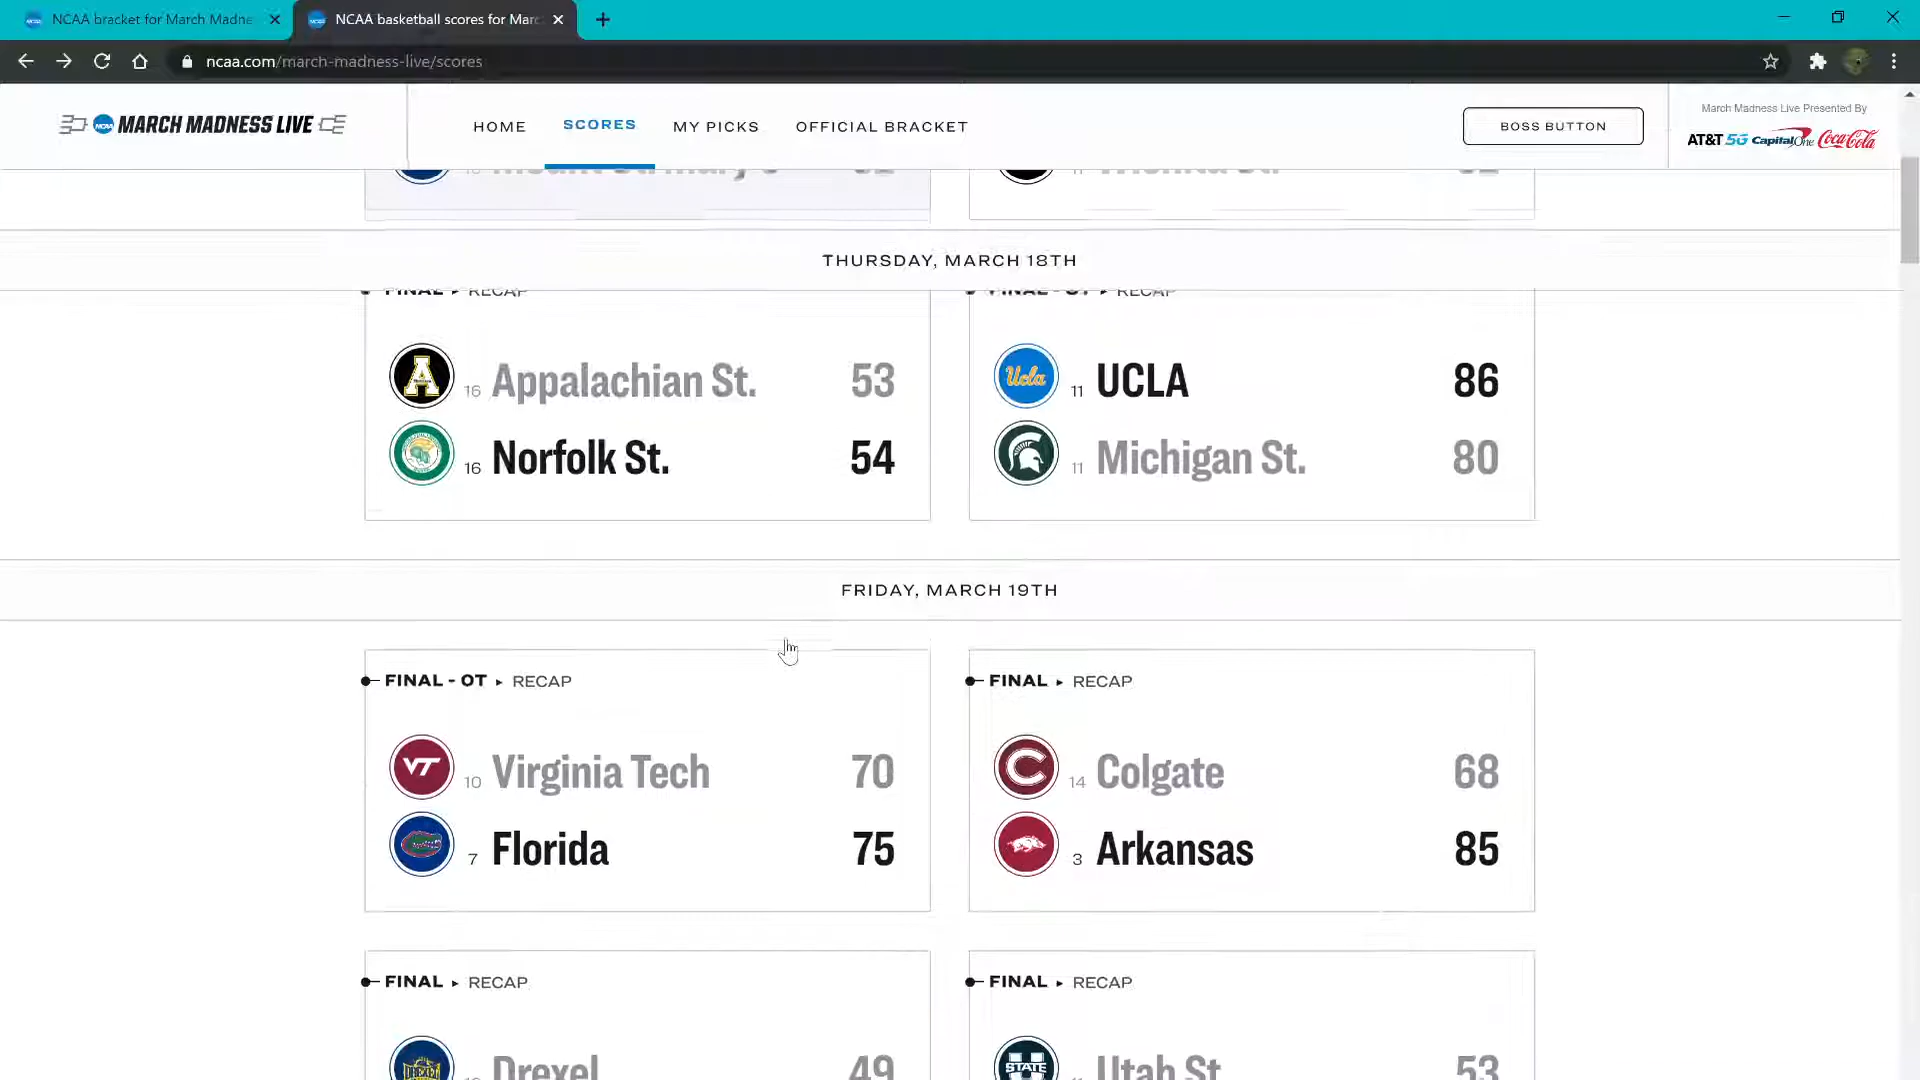 NCAA bracket for March Madne
NCAA basketball scores for Marc
ncaa.com/march-madness-live/scores
NCAA MARCH MADNESS LIVE
HOME
SCORES
MY PICKS
OFFICIAL BRACKET
BOSS BUTTON
March Madness Live Presented By
AT&T 5G Capital One Coca-Cola
THURSDAY, MARCH 18TH
FINAL ▸ RECAP
16 Appalachian St. 53
16 Norfolk St. 54
FINAL - OT ▸ RECAP
11 UCLA 86
11 Michigan St. 80
FRIDAY, MARCH 19TH
FINAL - OT ▸ RECAP
10 Virginia Tech 70
7 Florida 75
FINAL ▸ RECAP
14 Colgate 68
3 Arkansas 85
FINAL ▸ RECAP
Drexel 49
FINAL ▸ RECAP
Utah St. 53